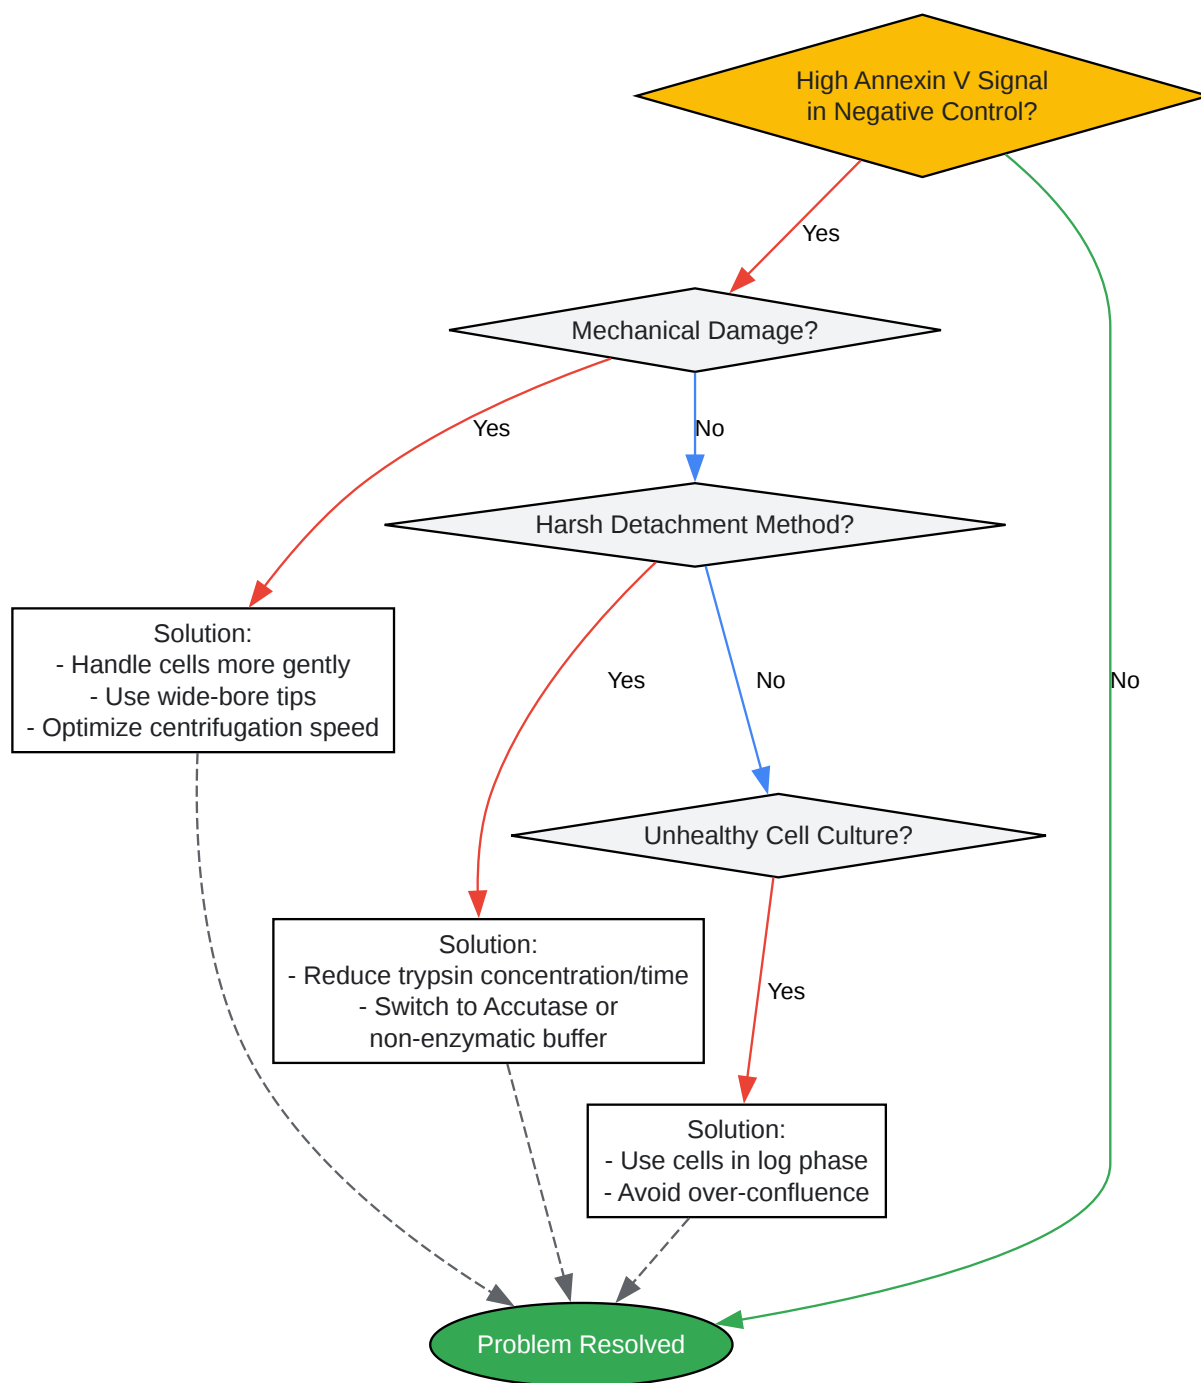 High Annexin V Signal
in Negative Control?
Yes
Mechanical Damage?
Yes
No
Harsh Detachment Method?
Solution:
- Handle cells more gently
- Use wide-bore tips
- Optimize centrifugation speed
Yes
No
No
Unhealthy Cell Culture?
Solution:
- Reduce trypsin concentration/time
- Switch to Accutase or
non-enzymatic buffer
Yes
Solution:
- Use cells in log phase
- Avoid over-confluence
Problem Resolved